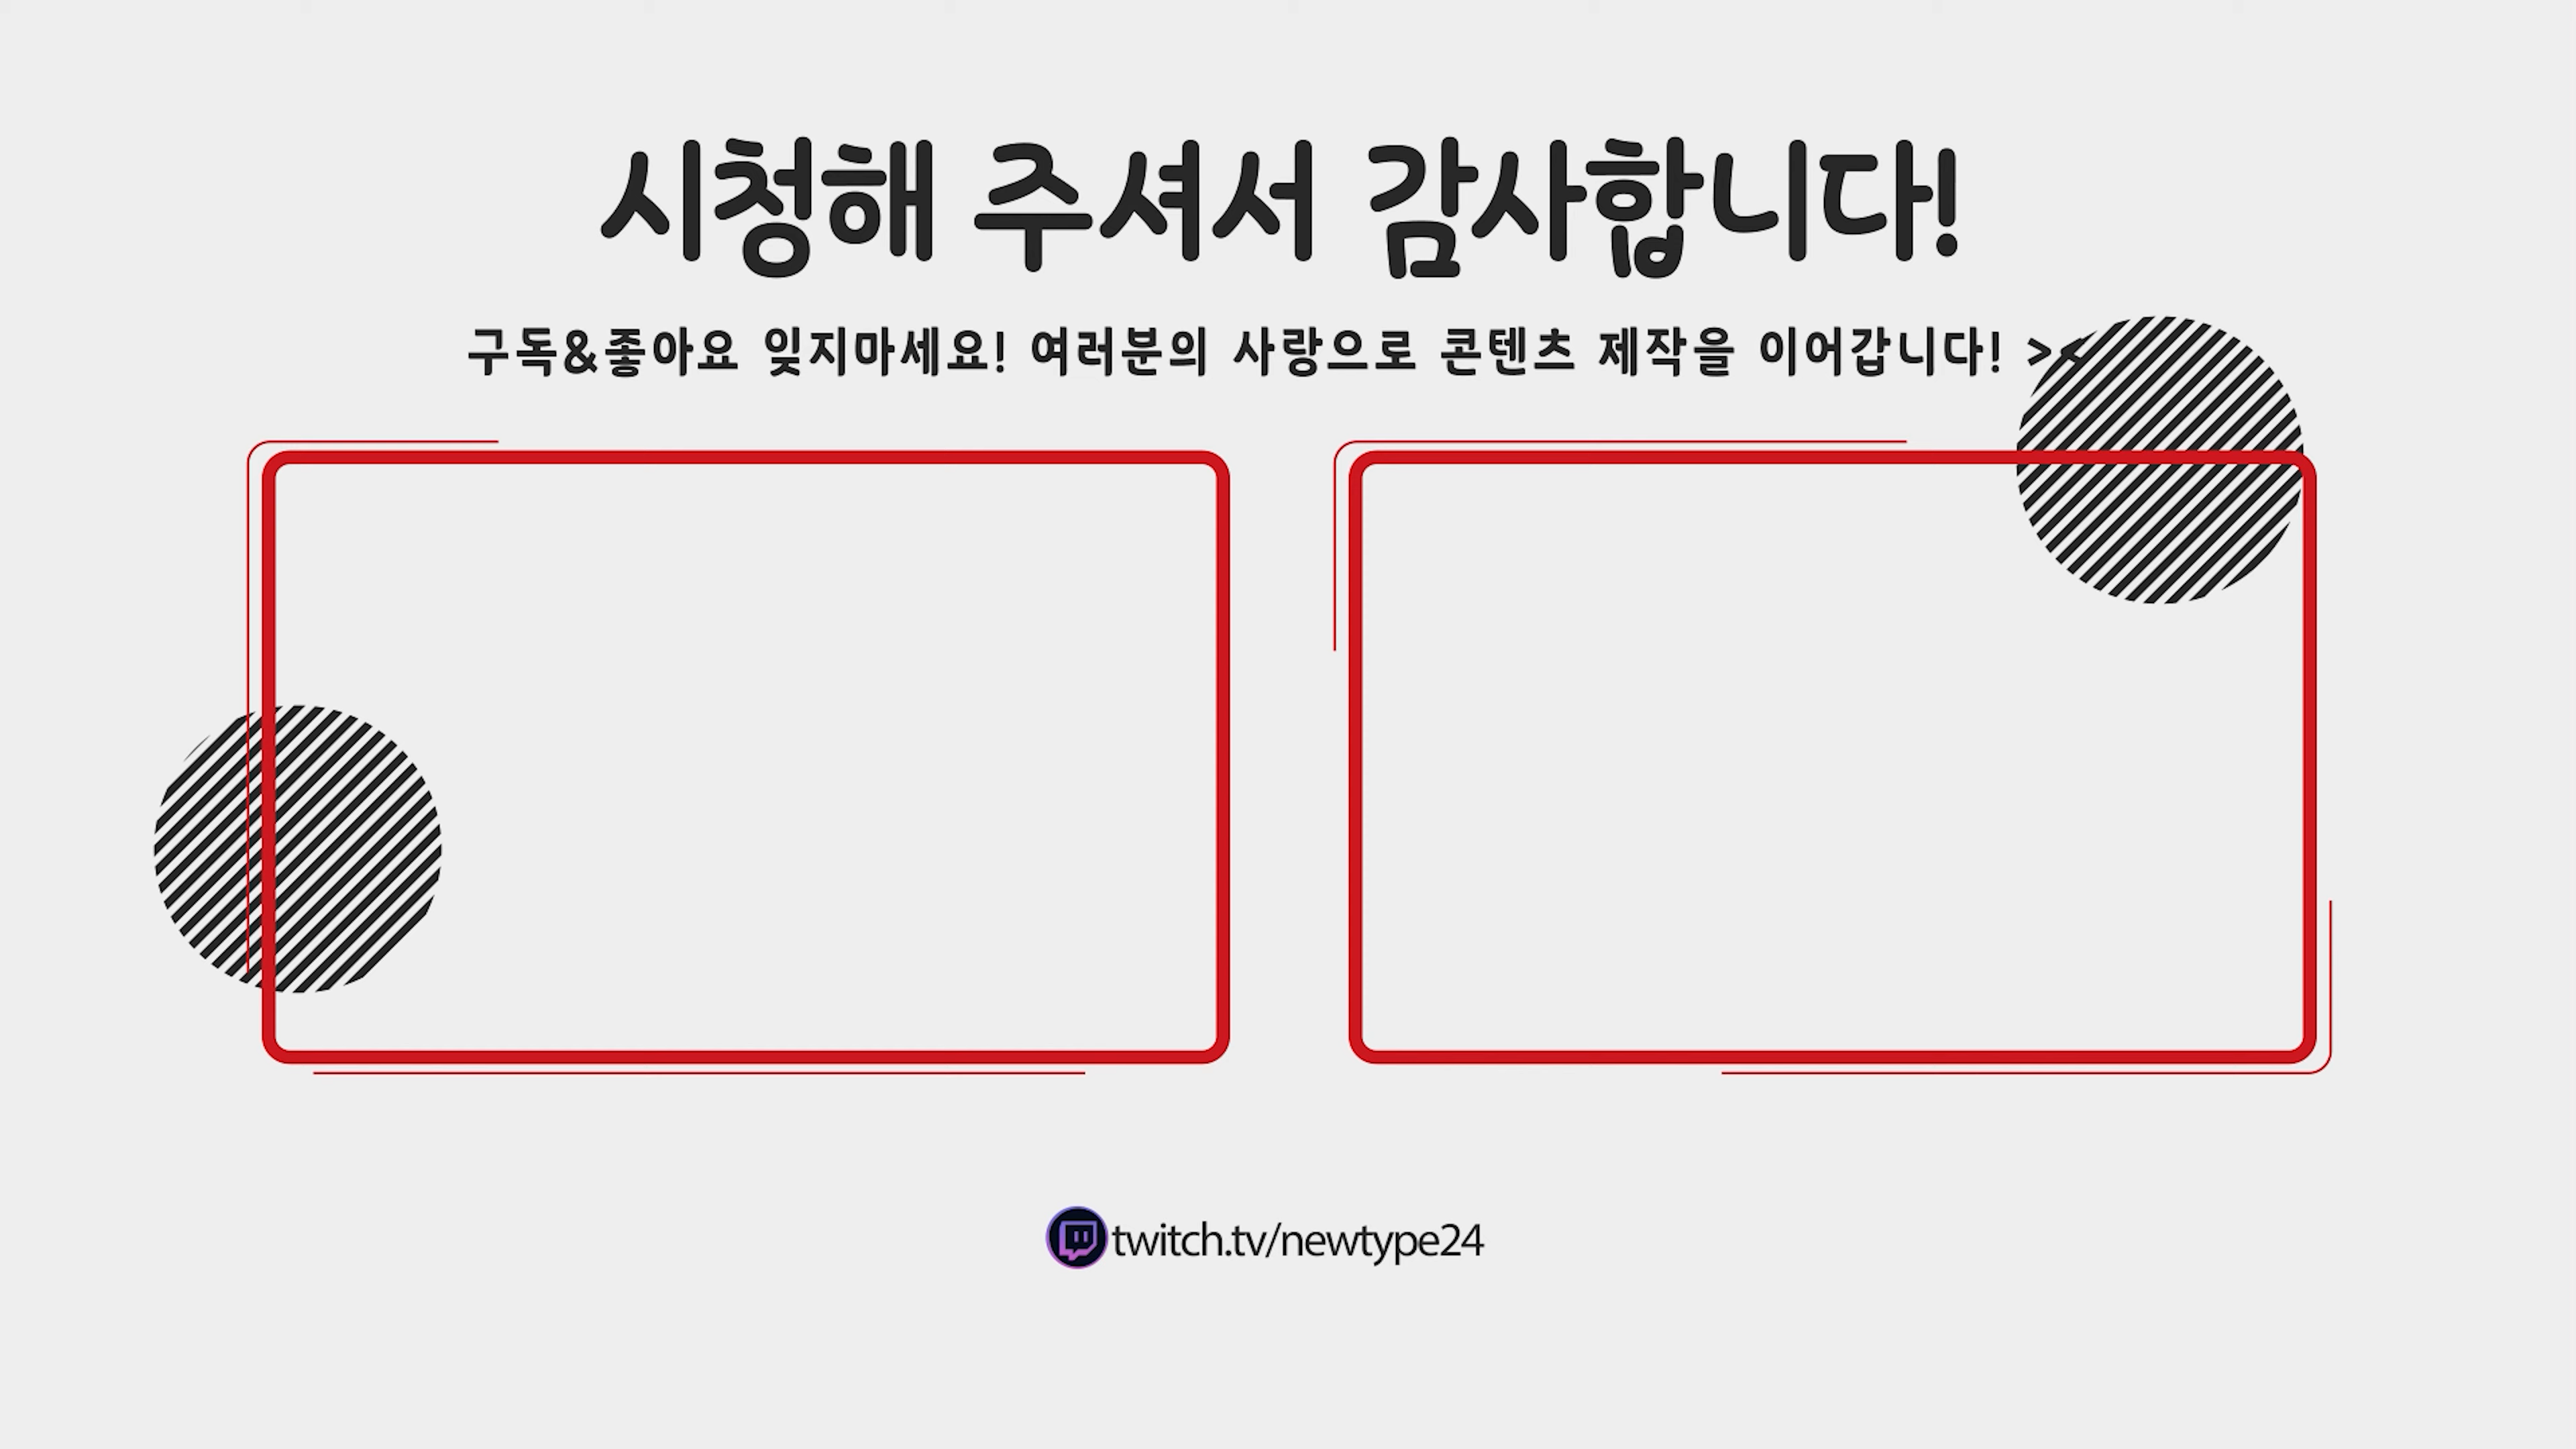 시청해 주셔서 감사합니다!
구독&좋아요 잊지마세요! 여러분의 사랑으로 콘텐츠 제작을 이어갑니다! ><
twitch.tv/newtype24